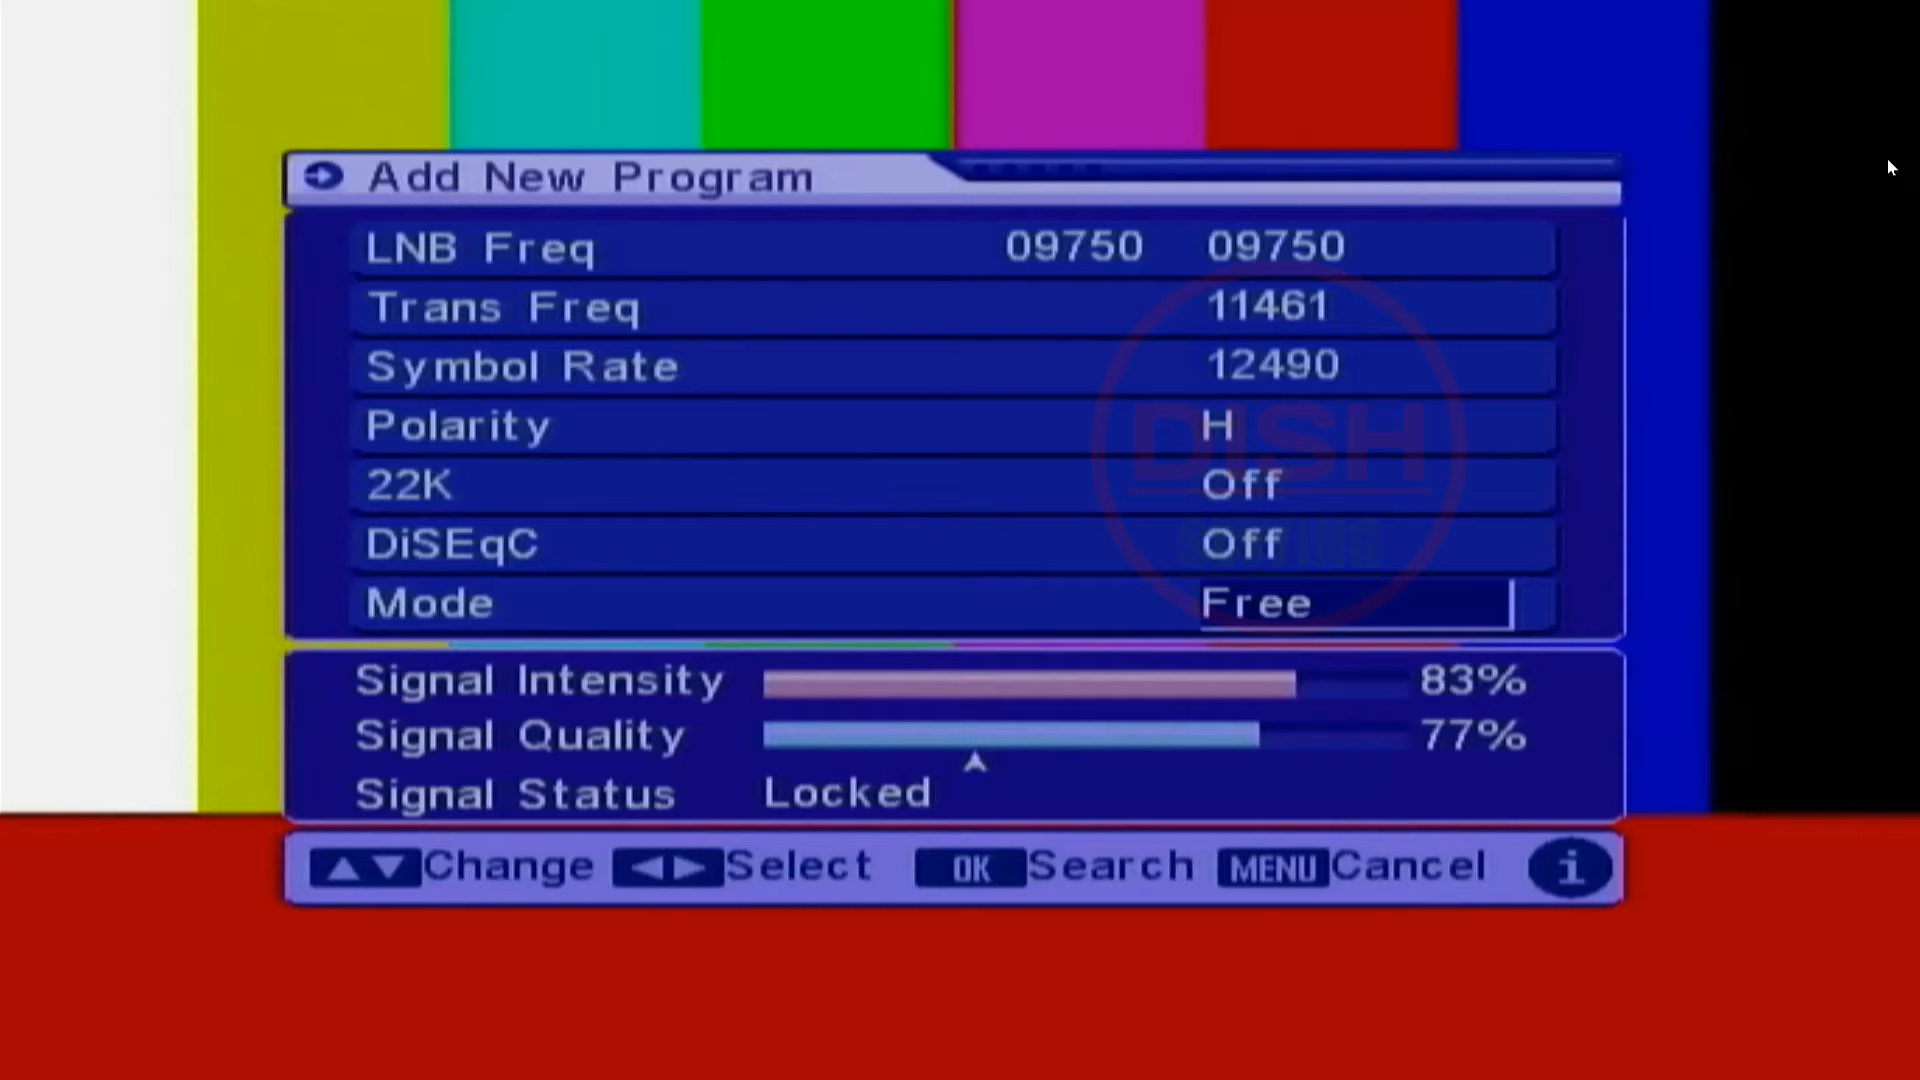 Add New Program
LNB Freq 09750 09750
Trans Freq 11461
Symbol Rate 12490
Polarity H
22K Off
DiSEqC Off
Mode Free
DISH
Signal Intensity 83%
Signal Quality 77%
Signal Status Locked
Change Select OK Search MENU Cancel i